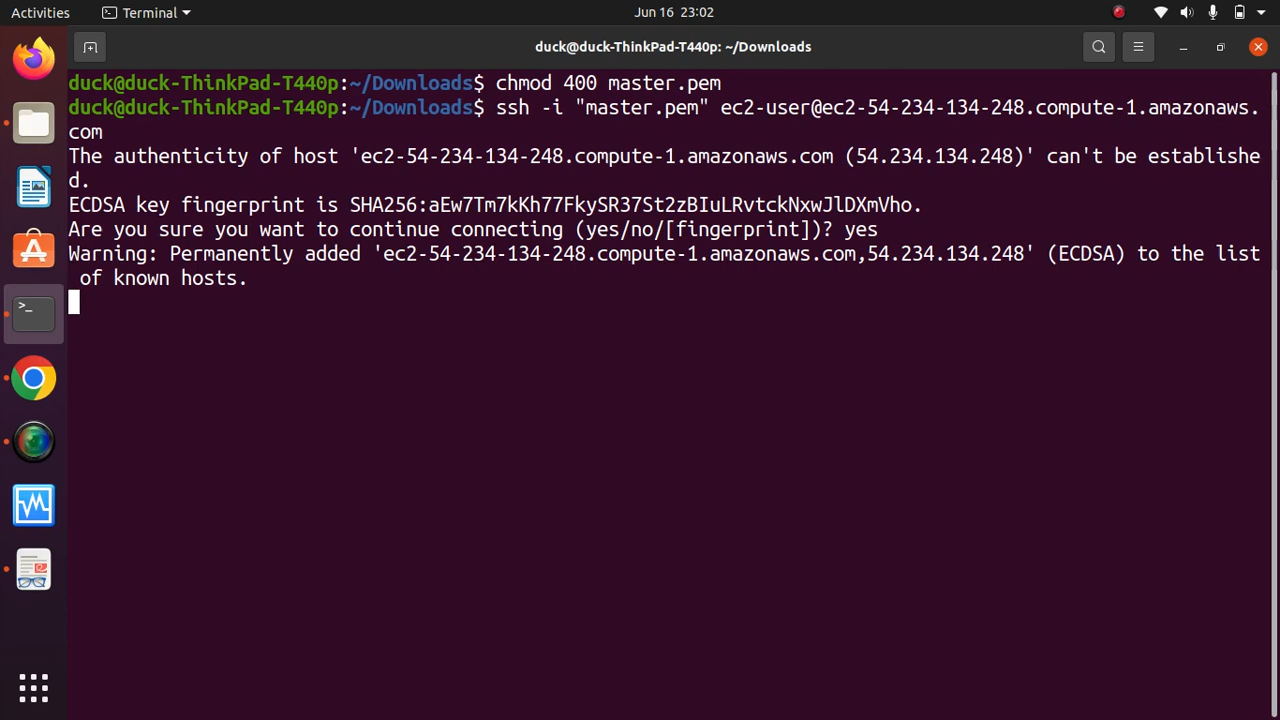 Activities Terminal Jun 16 23:02
duck@duck-ThinkPad-T440p: ~/Downloads
duck@duck-ThinkPad-T440p:~/Downloads$ chmod 400 master.pem
duck@duck-ThinkPad-T440p:~/Downloads$ ssh -i "master.pem" ec2-user@ec2-54-234-134-248.compute-1.amazonaws.
com
The authenticity of host 'ec2-54-234-134-248.compute-1.amazonaws.com (54.234.134.248)' can't be establishe
d.
ECDSA key fingerprint is SHA256:aEw7Tm7kKh77FkySR37St2zBIuLRvtckNxwJlDXmVho.
Are you sure you want to continue connecting (yes/no/[fingerprint])? yes
Warning: Permanently added 'ec2-54-234-134-248.compute-1.amazonaws.com,54.234.134.248' (ECDSA) to the list
 of known hosts.